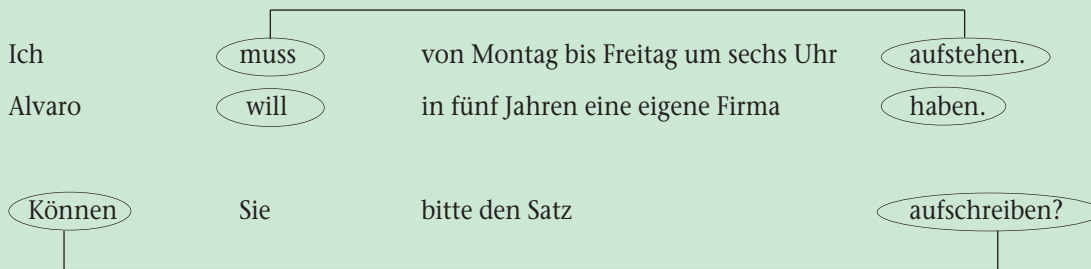 Ich muss von Montag bis Freitag um sechs Uhr aufstehen.
Alvaro will in fünf Jahren eine eigene Firma haben.
Können Sie bitte den Satz aufschreiben?